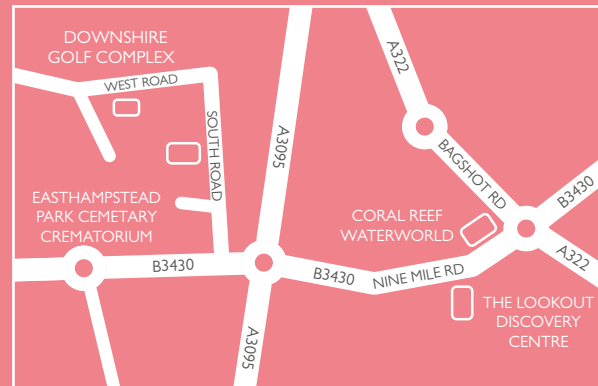 DOWNSHIRE
GOLF COMPLEX
WEST ROAD
SOUTH ROAD
A3095
A322
BAGSHOT RD
B3430
EASTHAMPSTEAD
PARK CEMETARY
CREMATORIUM
CORAL REEF
WATERWORLD
A322
B3430
B3430
NINE MILE RD
THE LOOKOUT
DISCOVERY
CENTRE
A3095